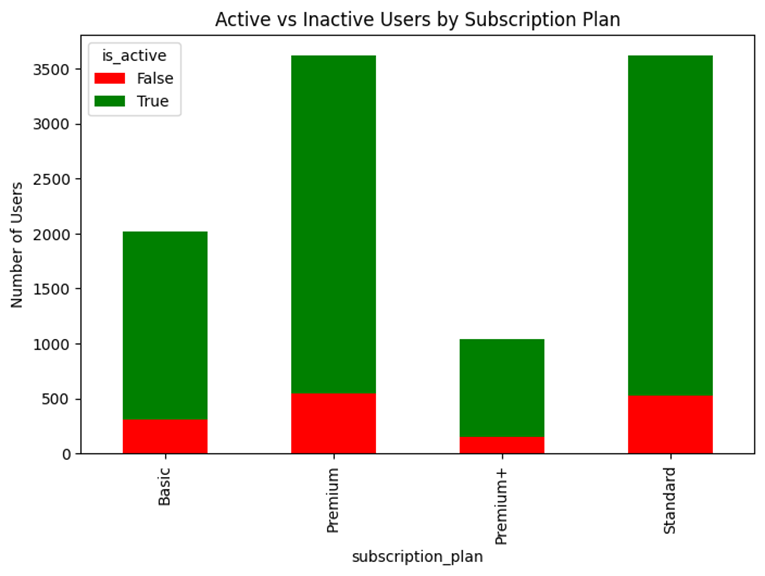 Active vs Inactive Users by Subscription Plan
is_active
False
True
Number of Users
3500
3000
2500
2000
1500
1000
500
0
Basic
Premium
Premium+
Standard
subscription_plan